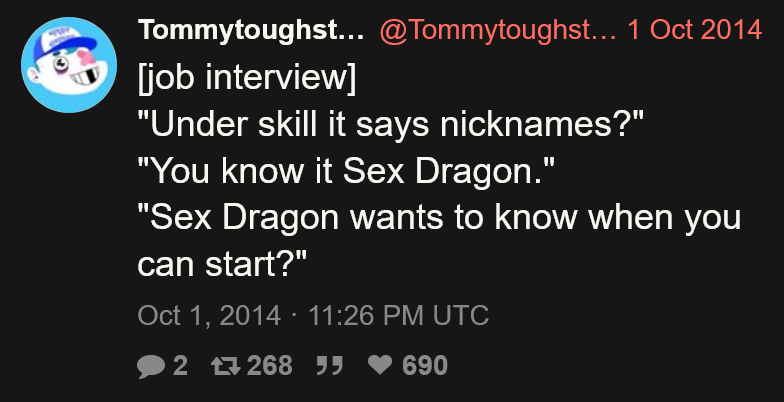 Tommytoughst... @Tommytoughst... 1 Oct 2014
[job interview]
"Under skill it says nicknames?"
"You know it Sex Dragon."
"Sex Dragon wants to know when you
can start?"
Oct 1, 2014 · 11:26 PM UTC
2 268 690